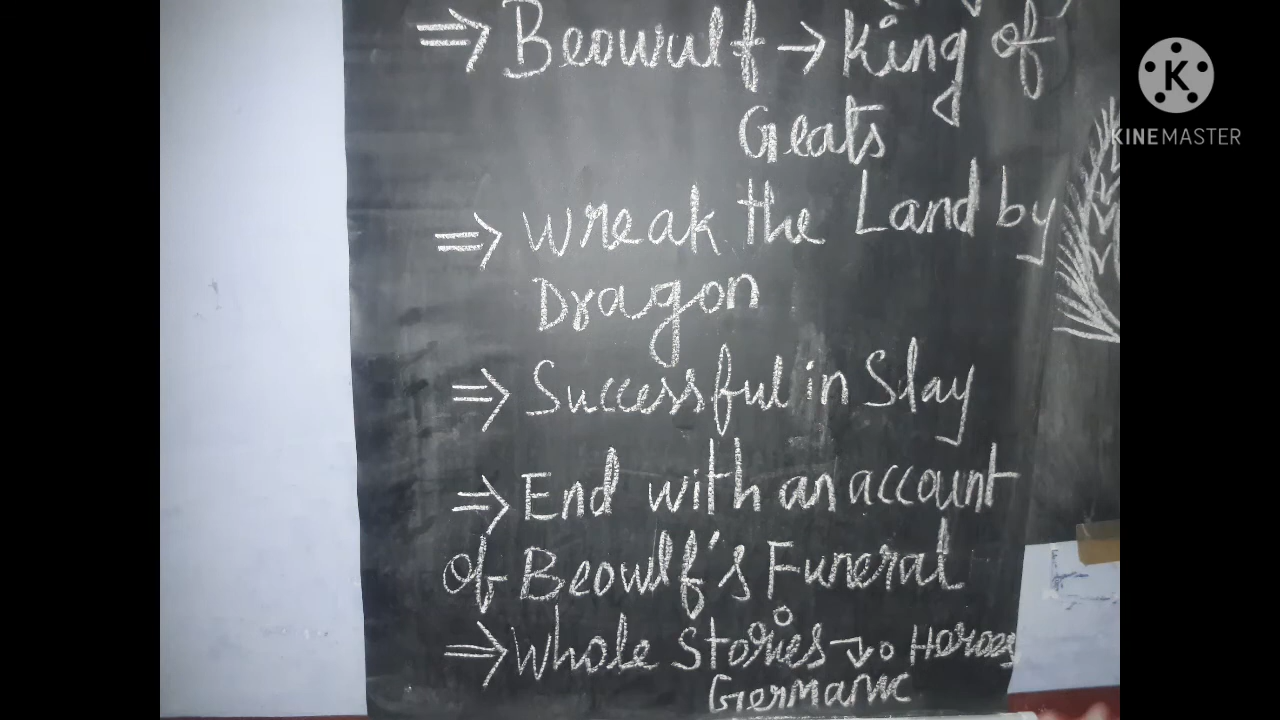 ⇒ Beowulf → King of
Geats
⇒ Wreak the Land by
Dragon
⇒ Successful in Slay
⇒ End with an account
of Beowlf's Funeral
⇒ Whole Stories → Heroes
Germanic
K
KINEMASTER